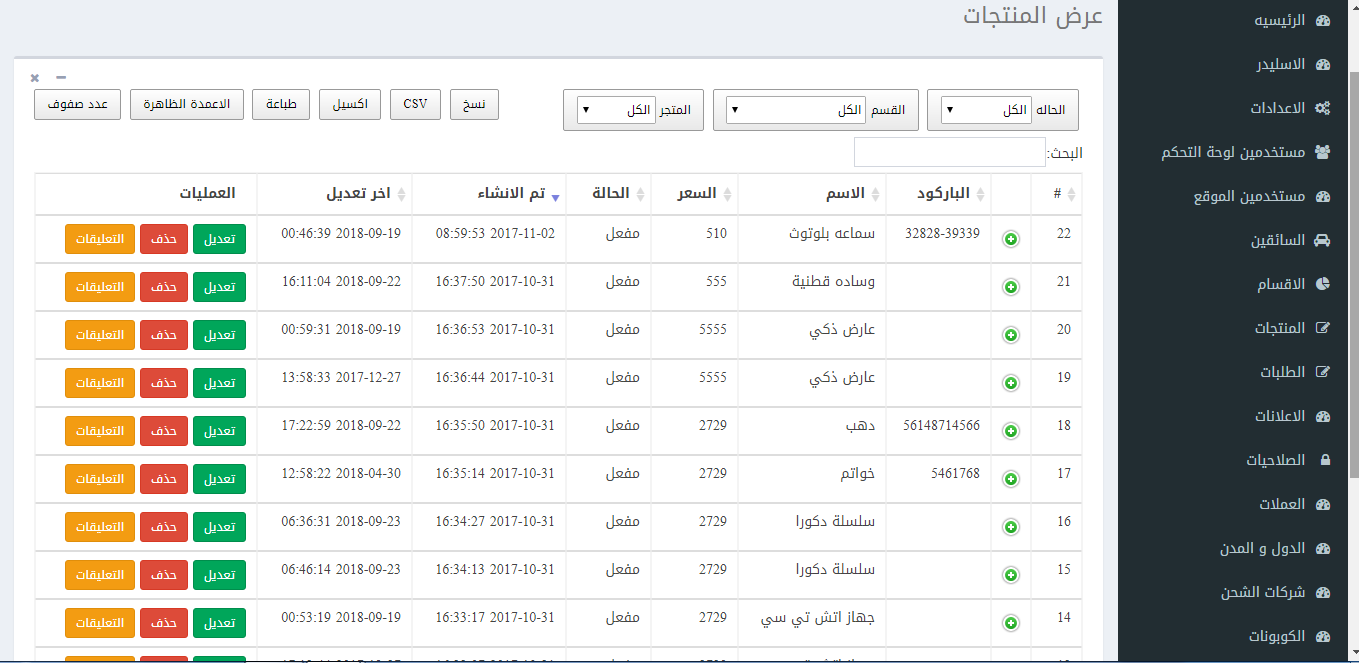 عرض المنتجات
الرئيسيه
الاسليدر
الاعدادات
مستخدمين لوحة التحكم
مستخدمين الموقع
السائقين
الاقسام
المنتجات
الطلبات
الاعلانات
الصلاحيات
العملات
الدول و المدن
شركات الشحن
الكوبونات
الحاله الكل القسم الكل المتجر الكل نسخ CSV اكسيل طباعة الاعمدة الظاهرة عدد صفوف
البحث:
# الباركود الاسم السعر الحالة تم الانشاء اخر تعديل العمليات
22 32828-39339 سماعه بلوتوث 510 مفعل 2017-11-02 08:59:53 2018-09-19 00:46:39 تعديل حذف التعليقات
21 وساده قطنية 555 مفعل 2017-10-31 16:37:50 2018-09-22 16:11:04 تعديل حذف التعليقات
20 عارض ذكي 5555 مفعل 2017-10-31 16:36:53 2018-09-19 00:59:31 تعديل حذف التعليقات
19 عارض ذكي 5555 مفعل 2017-10-31 16:36:44 2017-12-27 13:58:33 تعديل حذف التعليقات
18 56148714566 دهب 2729 مفعل 2017-10-31 16:35:50 2018-09-22 17:22:59 تعديل حذف التعليقات
17 5461768 خواتم 2729 مفعل 2017-10-31 16:35:14 2018-04-30 12:58:22 تعديل حذف التعليقات
16 سلسلة دكورا 2729 مفعل 2017-10-31 16:34:27 2018-09-23 06:36:31 تعديل حذف التعليقات
15 سلسلة دكورا 2729 مفعل 2017-10-31 16:34:13 2018-09-23 06:46:14 تعديل حذف التعليقات
14 جهاز اتش تي سي 2729 مفعل 2017-10-31 16:33:17 2018-09-19 00:53:19 تعديل حذف التعليقات